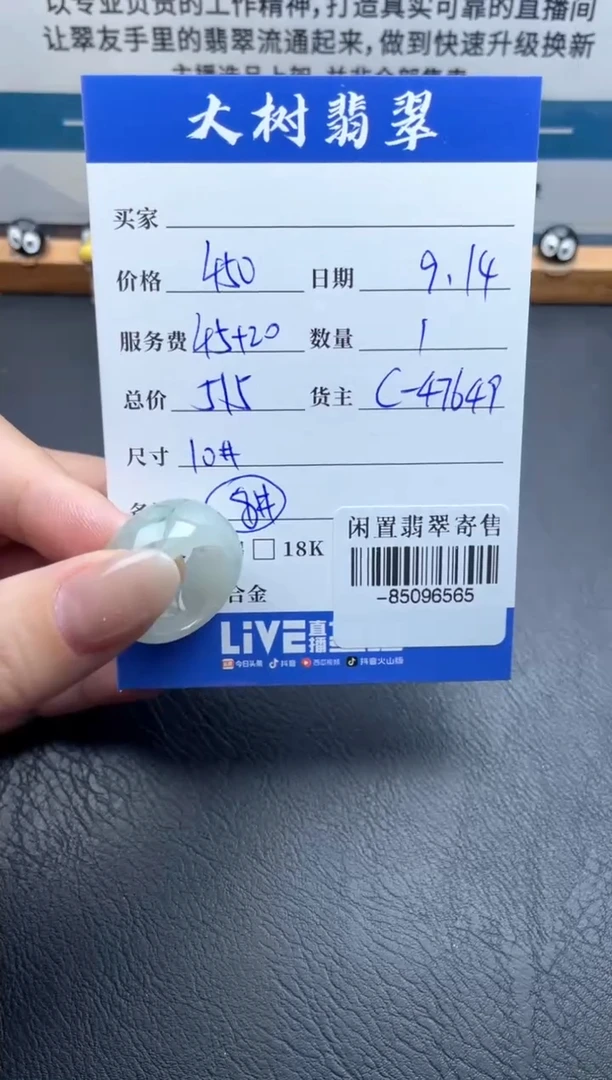 以专业负责的工作精神,打造真实可靠的直播间
让翠友手里的翡翠流通起来,做到快速升级换新
大树翡翠
买家
价格 450 日期 9.14
服务费 45+20 数量 1
总价 515 货主 C-47649
尺寸 10#
8#
闲置翡翠寄售
□ 18K
-85096565
合金
LiVE 直播
今日头条 抖音 西瓜视频 抖音火山版